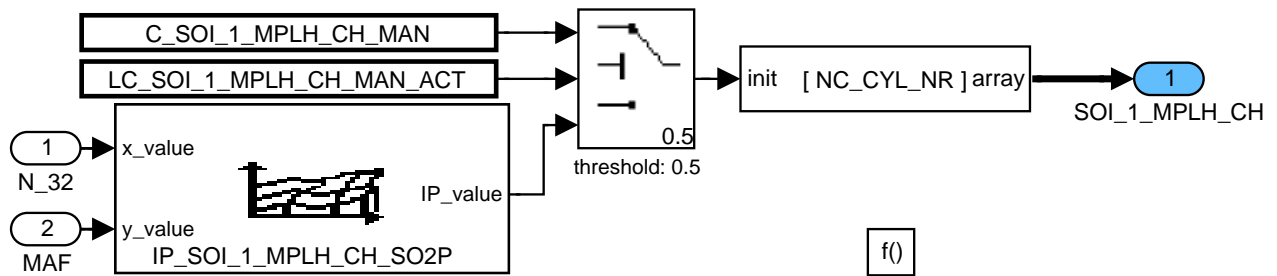 C_SOI_1_MPLH_CH_MAN
LC_SOI_1_MPLH_CH_MAN_ACT
init [ NC_CYL_NR ] array
1
SOI_1_MPLH_CH
0.5
threshold: 0.5
1
N_32
x_value
IP_value
2
MAF
y_value
IP_SOI_1_MPLH_CH_SO2P
f()